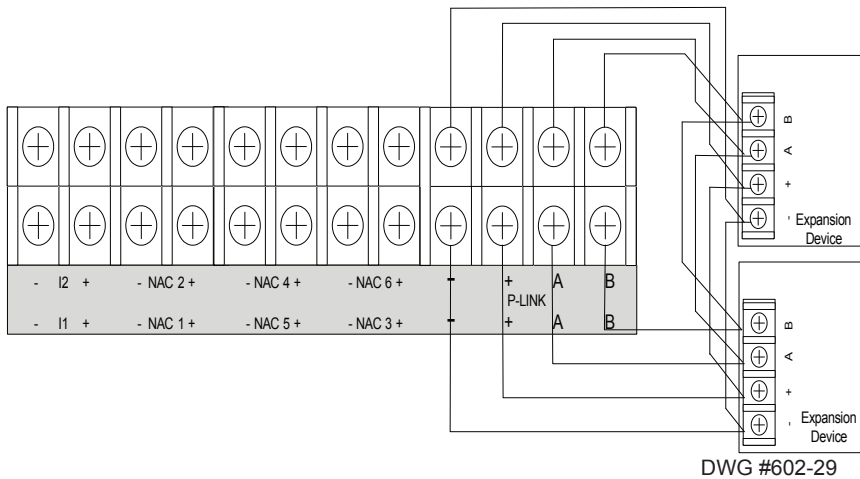 B
A
+
-
Expansion
Device
- I2 + - NAC 2 + - NAC 4 + - NAC 6 + - + A B
P-LINK
- I1 + - NAC 1 + - NAC 5 + - NAC 3 + - + A B
B
A
+
-
Expansion
Device
DWG #602-29